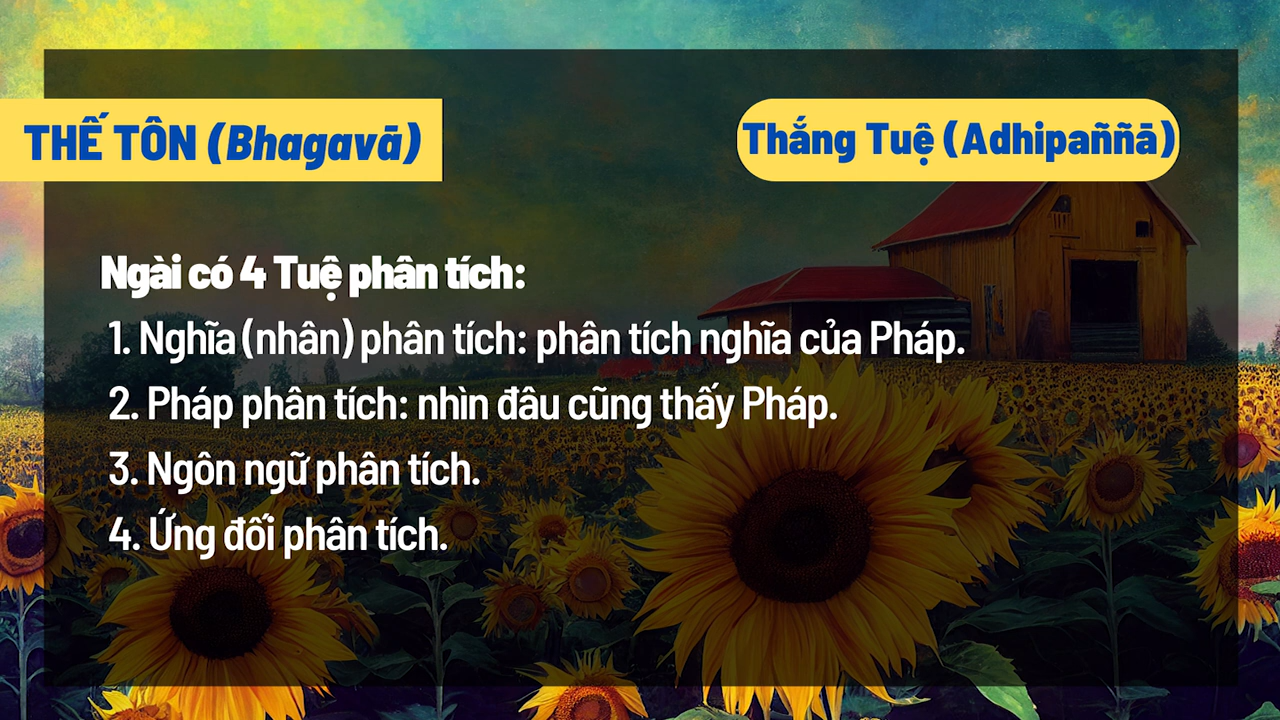 THẾ TÔN (Bhagavā)
Thắng Tuệ (Adhipaññā)
Ngài có 4 Tuệ phân tích:
1. Nghĩa (nhân) phân tích: phân tích nghĩa của Pháp.
2. Pháp phân tích: nhìn đâu cũng thấy Pháp.
3. Ngôn ngữ phân tích.
4. Ứng đối phân tích.